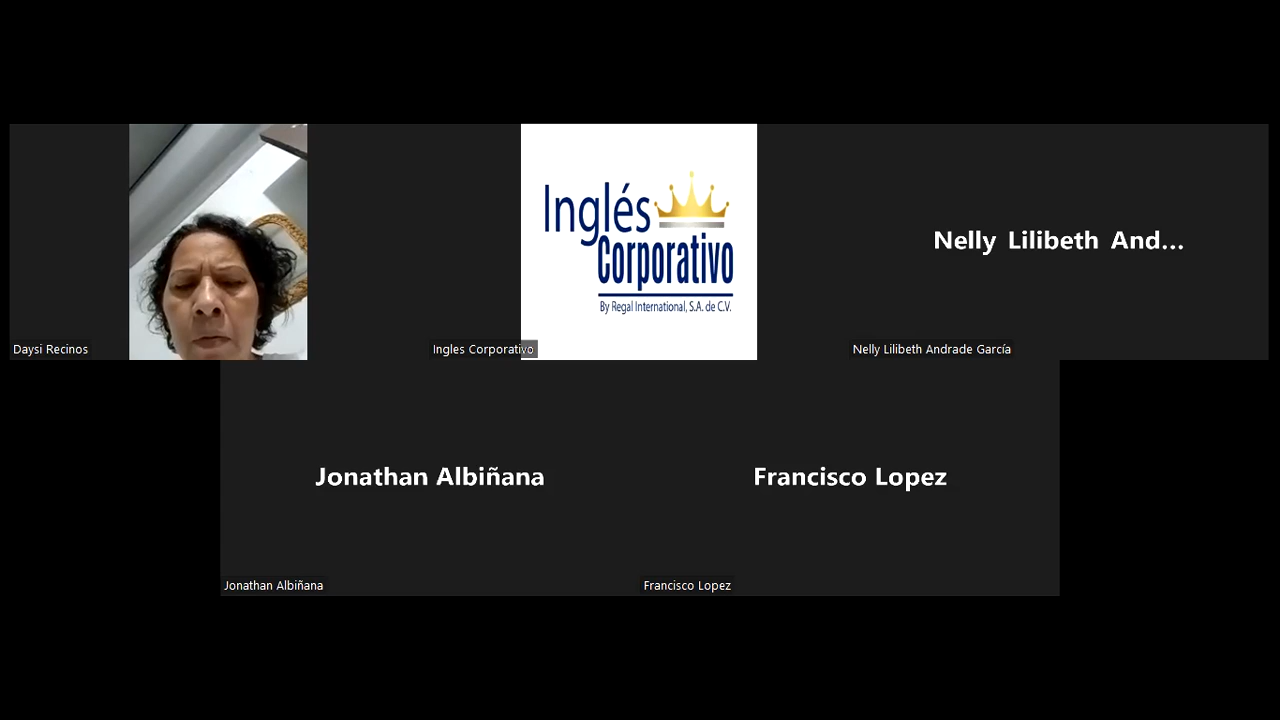 Inglés
Corporativo
By Regal International, S.A. de C.V.
Nelly Lilibeth And...
Daysi Recinos
Ingles Corporativo
Nelly Lilibeth Andrade García
Jonathan Albiñana
Francisco Lopez
Jonathan Albiñana
Francisco Lopez